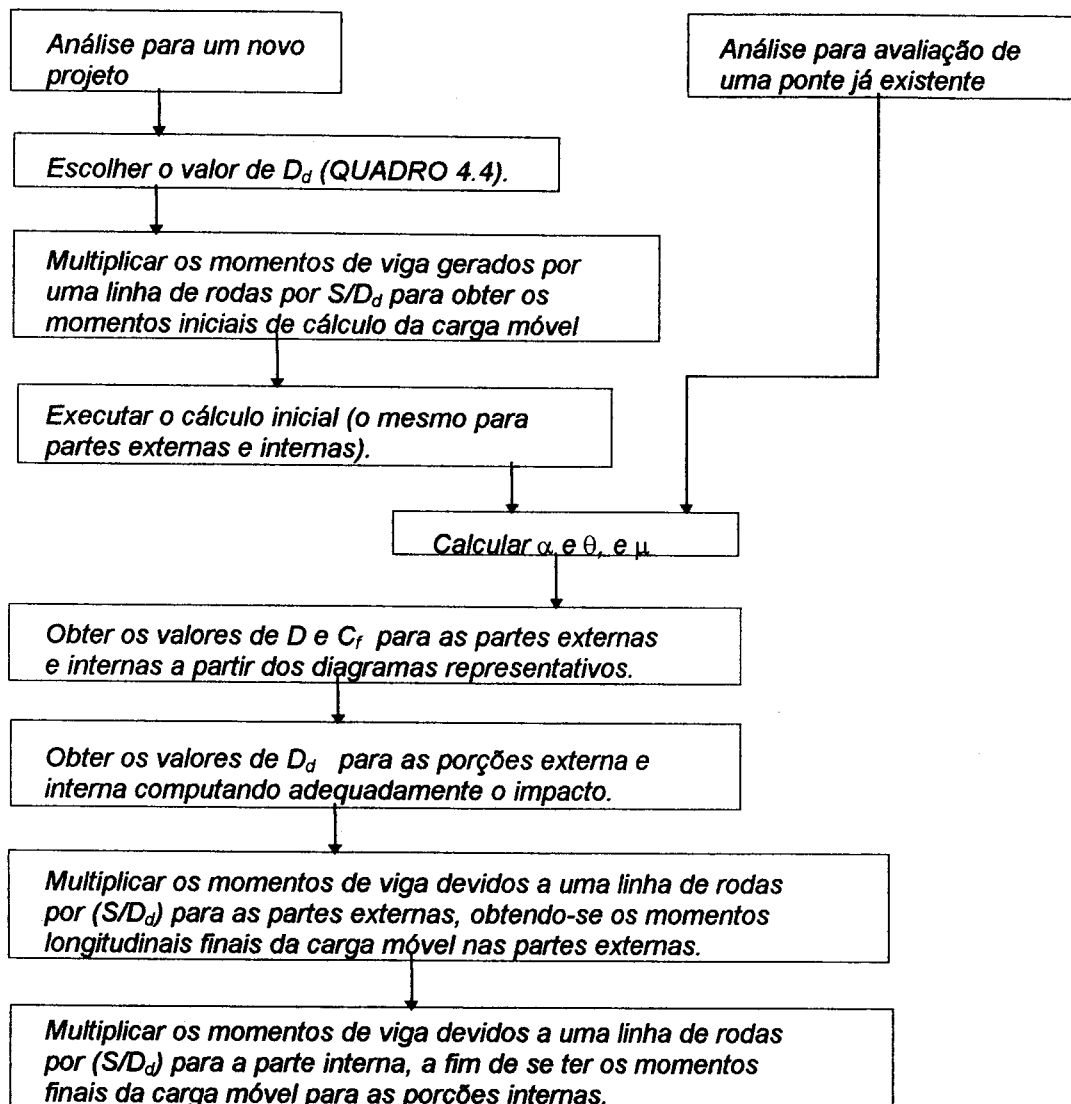 Análise para um novo
projeto
Análise para avaliação de
uma ponte já existente
Escolher o valor de Dd (QUADRO 4.4).
Multiplicar os momentos de viga gerados por
uma linha de rodas por S/Dd para obter os
momentos iniciais de cálculo da carga móvel
Executar o cálculo inicial (o mesmo para
partes externas e internas).
Calcular α e θ, e μ
Obter os valores de D e Cf para as partes externas
e internas a partir dos diagramas representativos.
Obter os valores de Dd para as porções externa e
interna computando adequadamente o impacto.
Multiplicar os momentos de viga devidos a uma linha de rodas
por (S/Dd) para as partes externas, obtendo-se os momentos
longitudinais finais da carga móvel nas partes externas.
Multiplicar os momentos de viga devidos a uma linha de rodas
por (S/Dd) para a parte interna, a fim de se ter os momentos
finais da carga móvel para as porções internas.